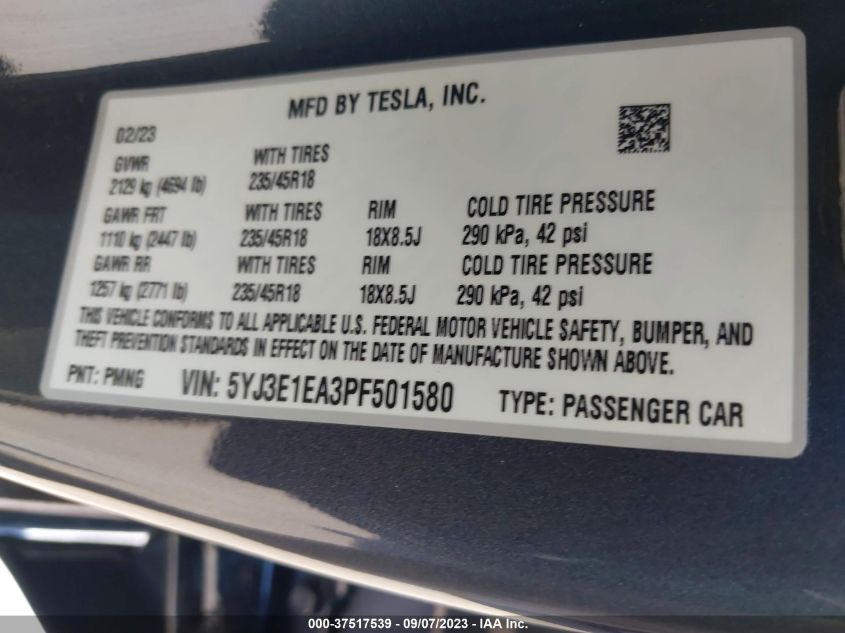 MFD BY TESLA, INC.
02/23
GVWR WITH TIRES
2129 kg (4694 lb) 235/45R18
GAWR FRT WITH TIRES RIM COLD TIRE PRESSURE
1110 kg (2447 lb) 235/45R18 18X8.5J 290 kPa, 42 psi
GAWR RR WITH TIRES RIM COLD TIRE PRESSURE
1257 kg (2771 lb) 235/45R18 18X8.5J 290 kPa, 42 psi
THIS VEHICLE CONFORMS TO ALL APPLICABLE U.S. FEDERAL MOTOR VEHICLE SAFETY, BUMPER, AND
THEFT PREVENTION STANDARDS IN EFFECT ON THE DATE OF MANUFACTURE SHOWN ABOVE.
PNT: PMNG VIN: 5YJ3E1EA3PF501580 TYPE: PASSENGER CAR
000-37517539 - 09/07/2023 - IAA Inc.